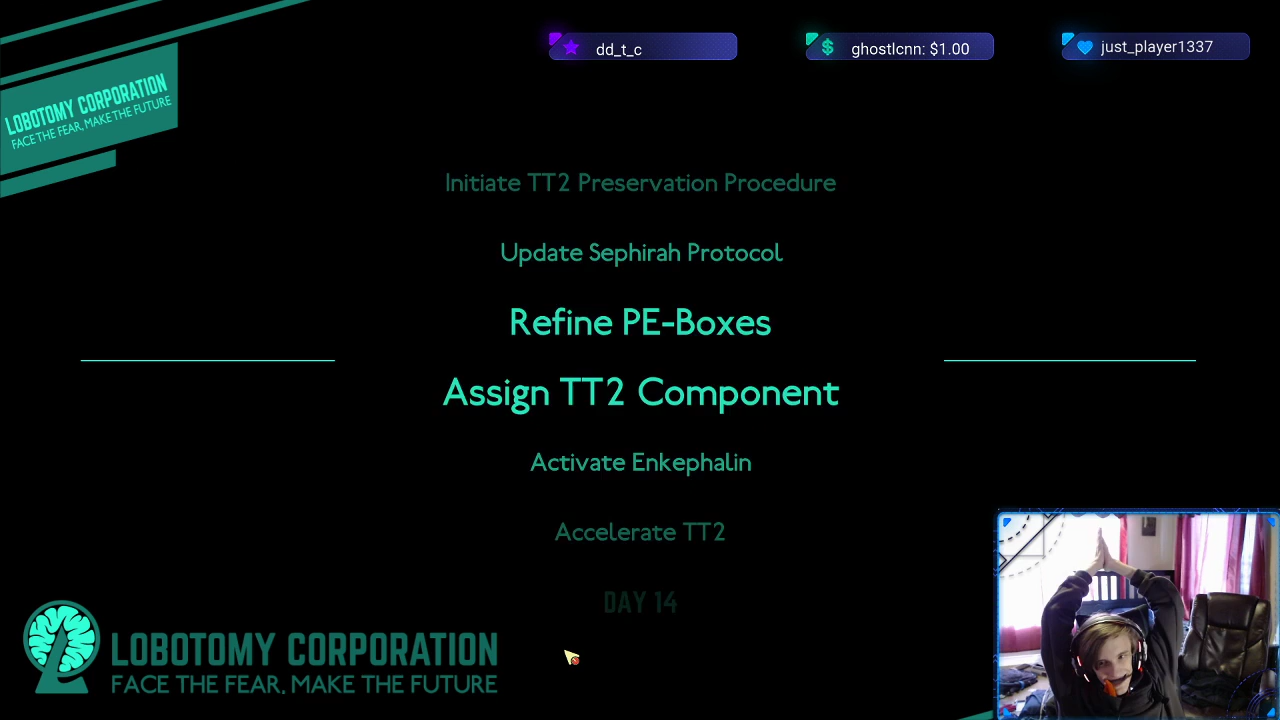 dd_t_c
ghostlcnn: $1.00
just_player1337
LOBOTOMY CORPORATION
FACE THE FEAR, MAKE THE FUTURE
Initiate TT2 Preservation Procedure
Update Sephirah Protocol
Refine PE-Boxes
Assign TT2 Component
Activate Enkephalin
Accelerate TT2
DAY 14
LOBOTOMY CORPORATION
FACE THE FEAR, MAKE THE FUTURE